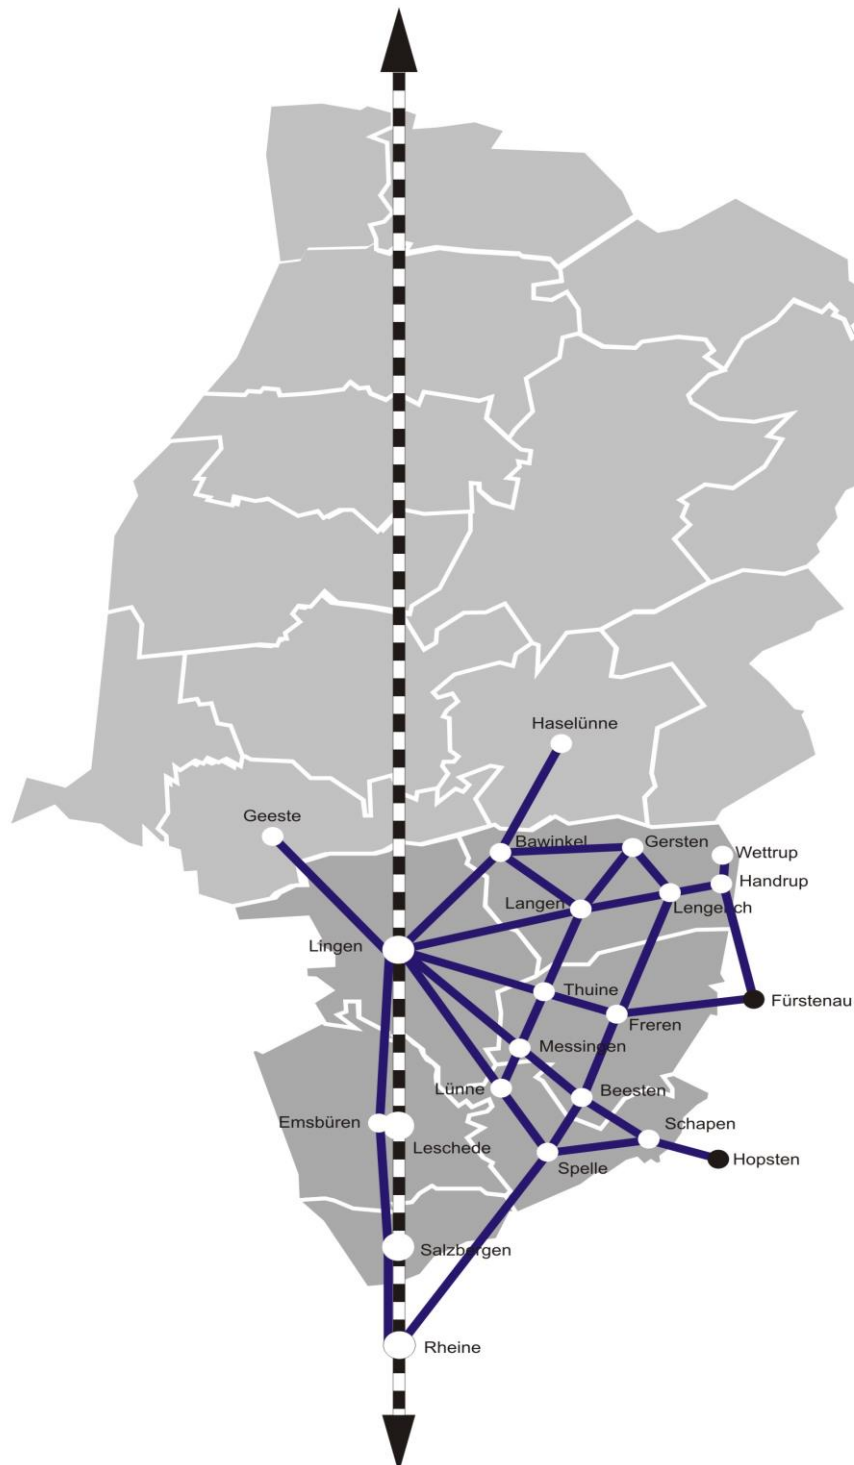 Haselünne
Geeste
Bawinkel
Gersten
Wettrup
Handrup
Langen
Lengerich
Lingen
Thuine
Fürstenau
Freren
Messingen
Lünne
Beesten
Emsbüren
Schapen
Leschede
Hopsten
Spelle
Salzbergen
Rheine